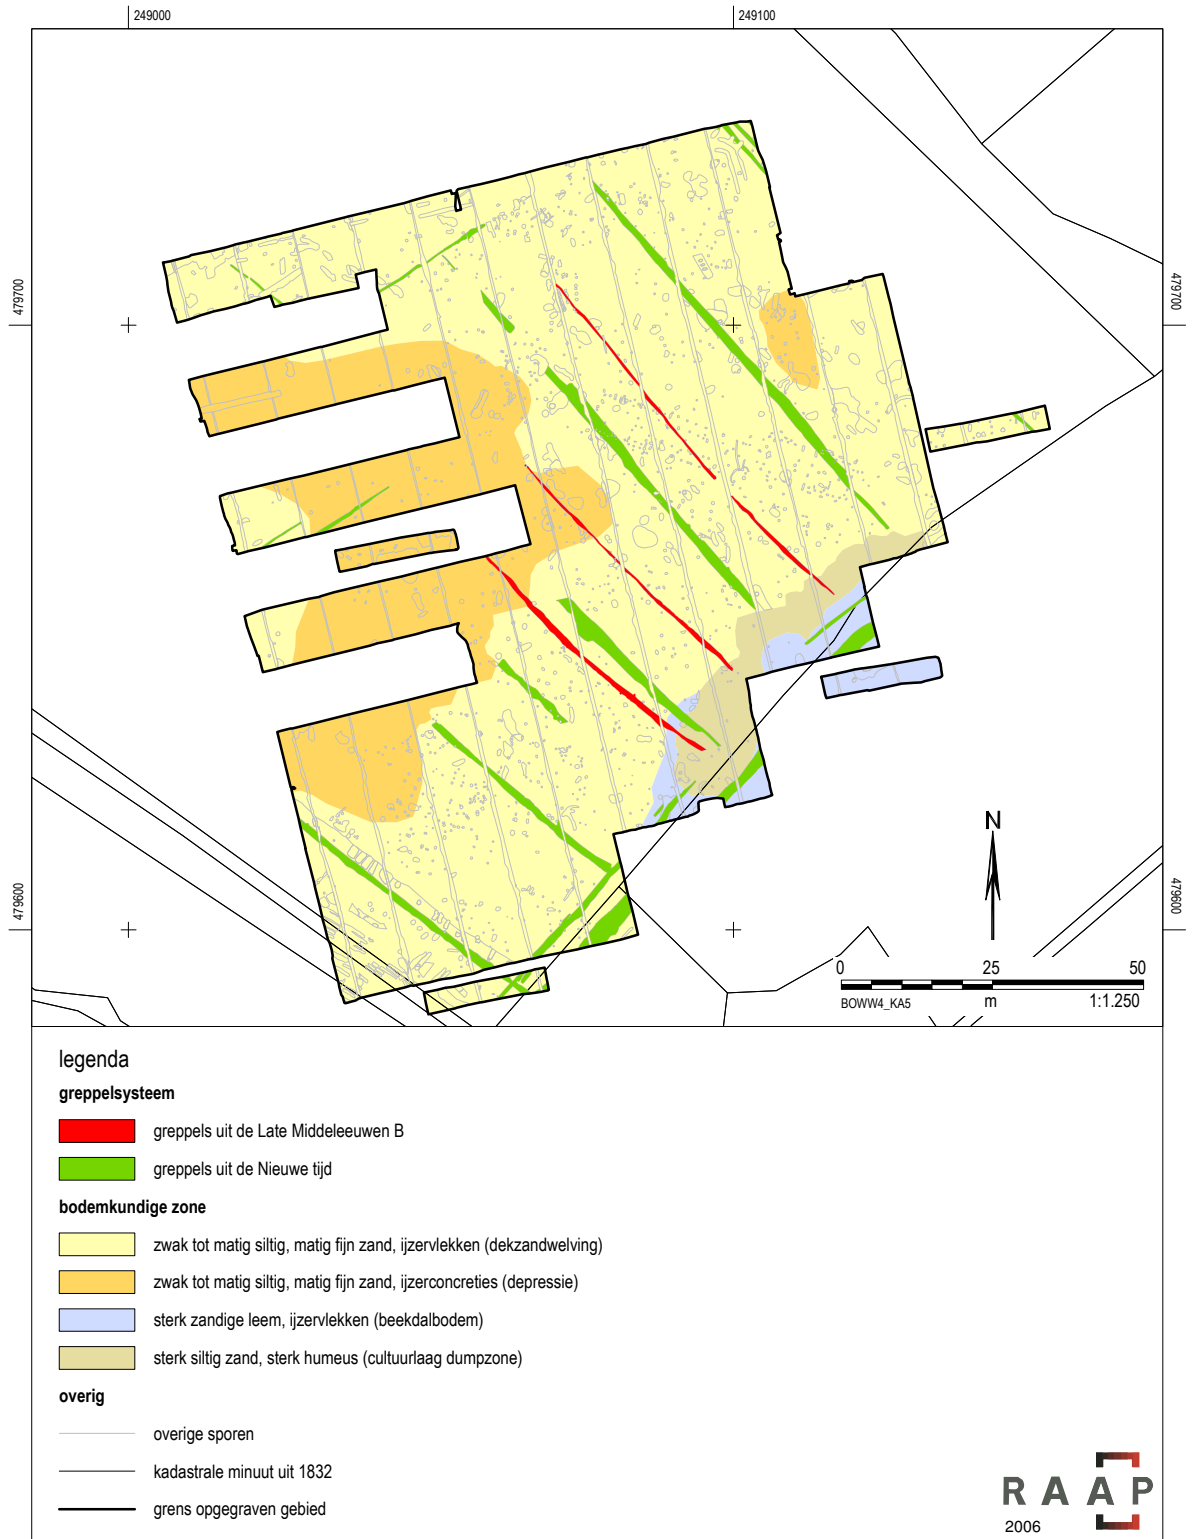 249000
249100
479700
479700
479600
479600
N
0 25 50
BOWW4_KA5 m 1:1.250
legenda
greppelsysteem
greppels uit de Late Middeleeuwen B
greppels uit de Nieuwe tijd
bodemkundige zone
zwak tot matig siltig, matig fijn zand, ijzervlekken (dekzandwelving)
zwak tot matig siltig, matig fijn zand, ijzerconcreties (depressie)
sterk zandige leem, ijzervlekken (beekdalbodem)
sterk siltig zand, sterk humeus (cultuurlaag dumpzone)
overig
overige sporen
kadastrale minuut uit 1832
grens opgegraven gebied
RAAP
2006